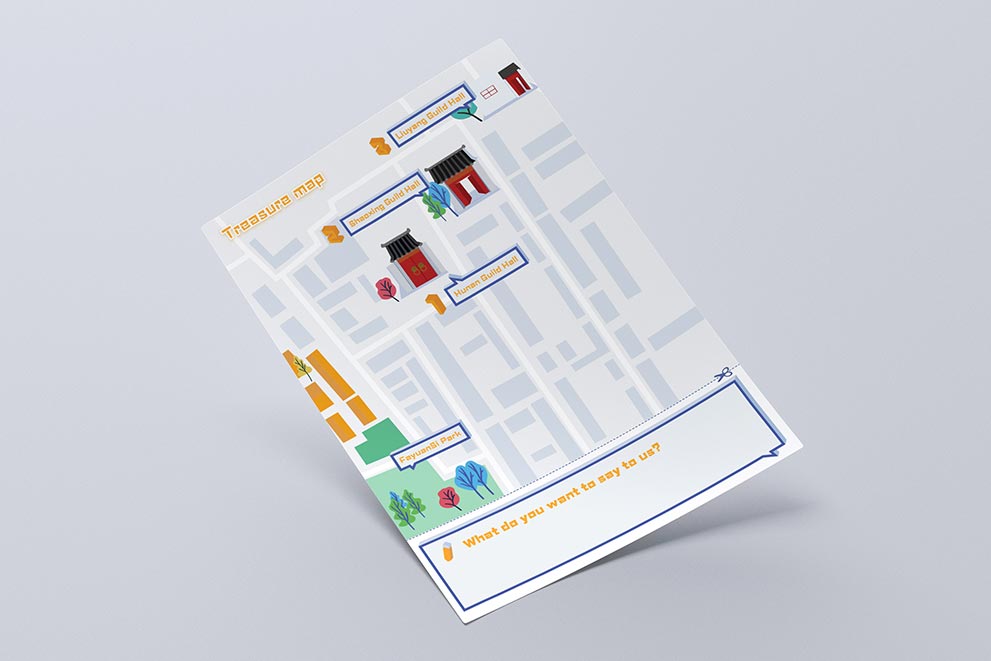 Treasure map
3
Liuyang Guild Hall
2
Shaoxing Guild Hall
1
Hunan Guild Hall
FayuanSi Park
What do you want to say to us?